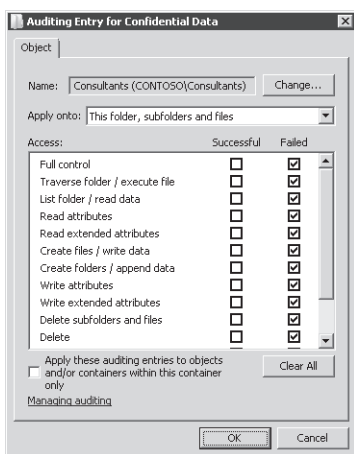 Auditing Entry for Confidential Data
Object
Name: Consultants (CONTOSO\Consultants) Change...
Apply onto: This folder, subfolders and files
Access: Successful Failed
Full control
Traverse folder / execute file
List folder / read data
Read attributes
Read extended attributes
Create files / write data
Create folders / append data
Write attributes
Write extended attributes
Delete subfolders and files
Delete
Apply these auditing entries to objects
and/or containers within this container
only
Clear All
Managing auditing
OK Cancel